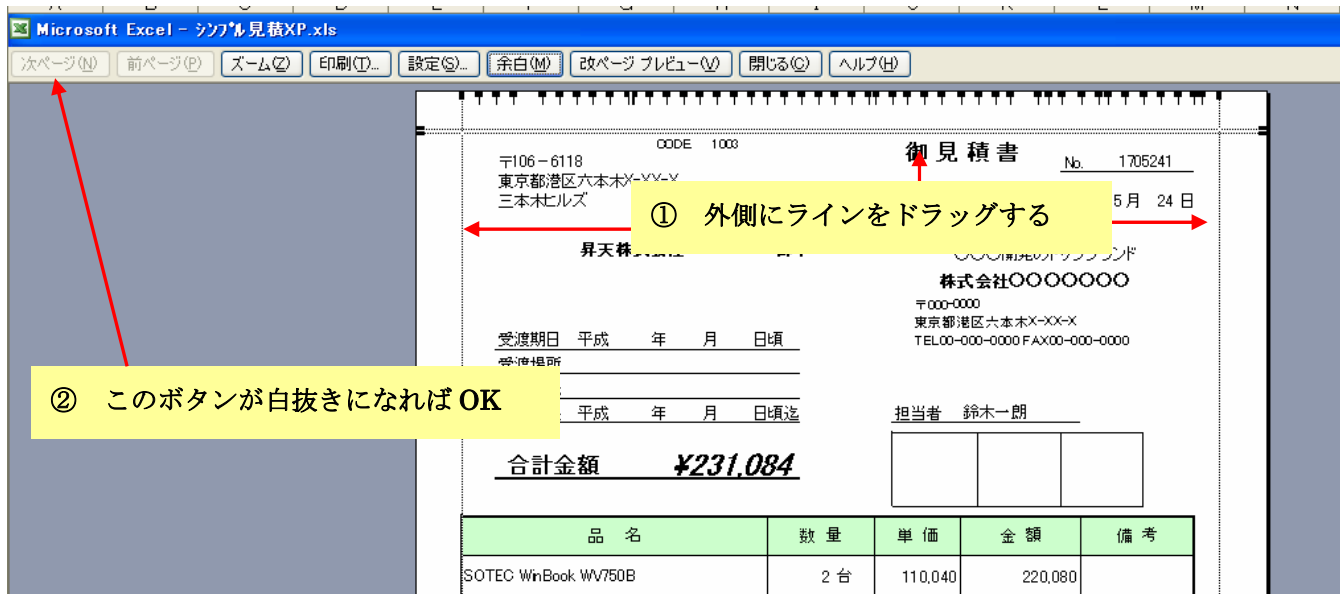 Microsoft Excel - ｼﾝﾌﾟﾙ見積XP.xls
次ページ(N) 前ページ(P) ズーム(Z) 印刷(T)... 設定(S)... 余白(M) 改ページ プレビュー(V) 閉じる(C) ヘルプ(H)
CODE 1003
御見積書
No. 1705241
〒106－6118
東京都港区六本木X-XX-X
三本木ヒルズ
5月 24日
① 外側にラインをドラッグする
昇天株
株式会社〇〇〇〇〇〇〇
〒000-0000
東京都港区六本木X-XX-X
TEL00-000-0000 FAX00-000-0000
受渡期日 平成 年 月 日頃
受渡場所
② このボタンが白抜きになれば OK
平成 年 月 日頃迄
担当者 鈴木一朗
合計金額 ¥231,084
品 名 数 量 単 価 金 額 備 考
SOTEC WinBook WV750B 2 台 110,040 220,080